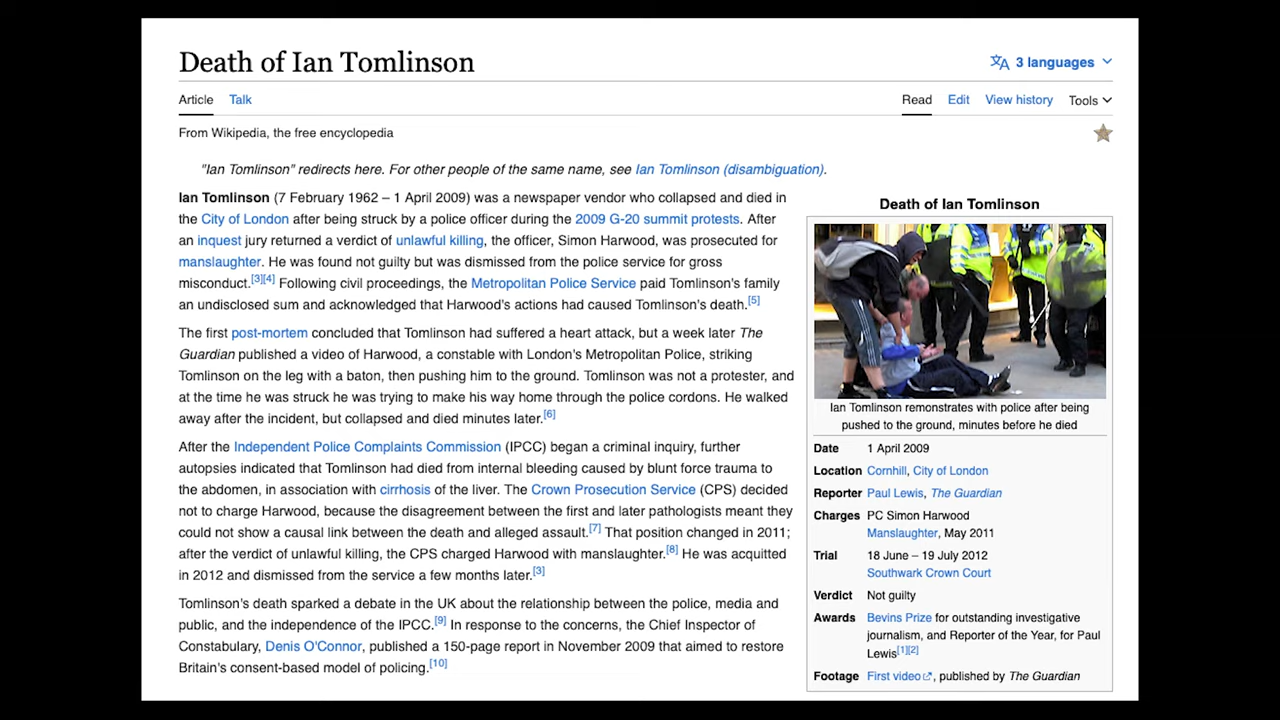 Death of Ian Tomlinson
3 languages
Article Talk
Read Edit View history Tools
From Wikipedia, the free encyclopedia
"Ian Tomlinson" redirects here. For other people of the same name, see Ian Tomlinson (disambiguation).
Ian Tomlinson (7 February 1962 – 1 April 2009) was a newspaper vendor who collapsed and died in
the City of London after being struck by a police officer during the 2009 G-20 summit protests. After
an inquest jury returned a verdict of unlawful killing, the officer, Simon Harwood, was prosecuted for
manslaughter. He was found not guilty but was dismissed from the police service for gross
misconduct.[3][4] Following civil proceedings, the Metropolitan Police Service paid Tomlinson's family
an undisclosed sum and acknowledged that Harwood's actions had caused Tomlinson's death.[5]
The first post-mortem concluded that Tomlinson had suffered a heart attack, but a week later The
Guardian published a video of Harwood, a constable with London's Metropolitan Police, striking
Tomlinson on the leg with a baton, then pushing him to the ground. Tomlinson was not a protester, and
at the time he was struck he was trying to make his way home through the police cordons. He walked
away after the incident, but collapsed and died minutes later.[6]
After the Independent Police Complaints Commission (IPCC) began a criminal inquiry, further
autopsies indicated that Tomlinson had died from internal bleeding caused by blunt force trauma to
the abdomen, in association with cirrhosis of the liver. The Crown Prosecution Service (CPS) decided
not to charge Harwood, because the disagreement between the first and later pathologists meant they
could not show a causal link between the death and alleged assault.[7] That position changed in 2011;
after the verdict of unlawful killing, the CPS charged Harwood with manslaughter.[8] He was acquitted
in 2012 and dismissed from the service a few months later.[3]
Tomlinson's death sparked a debate in the UK about the relationship between the police, media and
public, and the independence of the IPCC.[9] In response to the concerns, the Chief Inspector of
Constabulary, Denis O'Connor, published a 150-page report in November 2009 that aimed to restore
Britain's consent-based model of policing.[10]
Death of Ian Tomlinson
Ian Tomlinson remonstrates with police after being
pushed to the ground, minutes before he died
Date 1 April 2009
Location Cornhill, City of London
Reporter Paul Lewis, The Guardian
Charges PC Simon Harwood
Manslaughter, May 2011
Trial 18 June – 19 July 2012
Southwark Crown Court
Verdict Not guilty
Awards Bevins Prize for outstanding investigative
journalism, and Reporter of the Year, for Paul
Lewis[1][2]
Footage First video, published by The Guardian